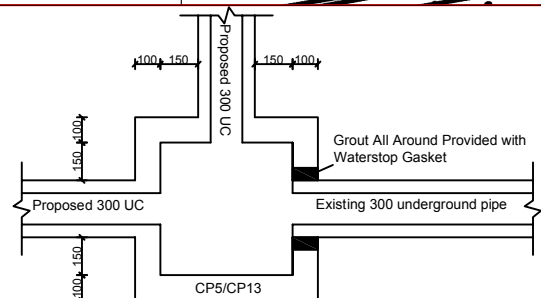 100 150
150 100
Proposed 300 UC
100
150
Grout All Around Provided with
Waterstop Gasket
Proposed 300 UC
Existing 300 underground pipe
150
100
CP5/CP13